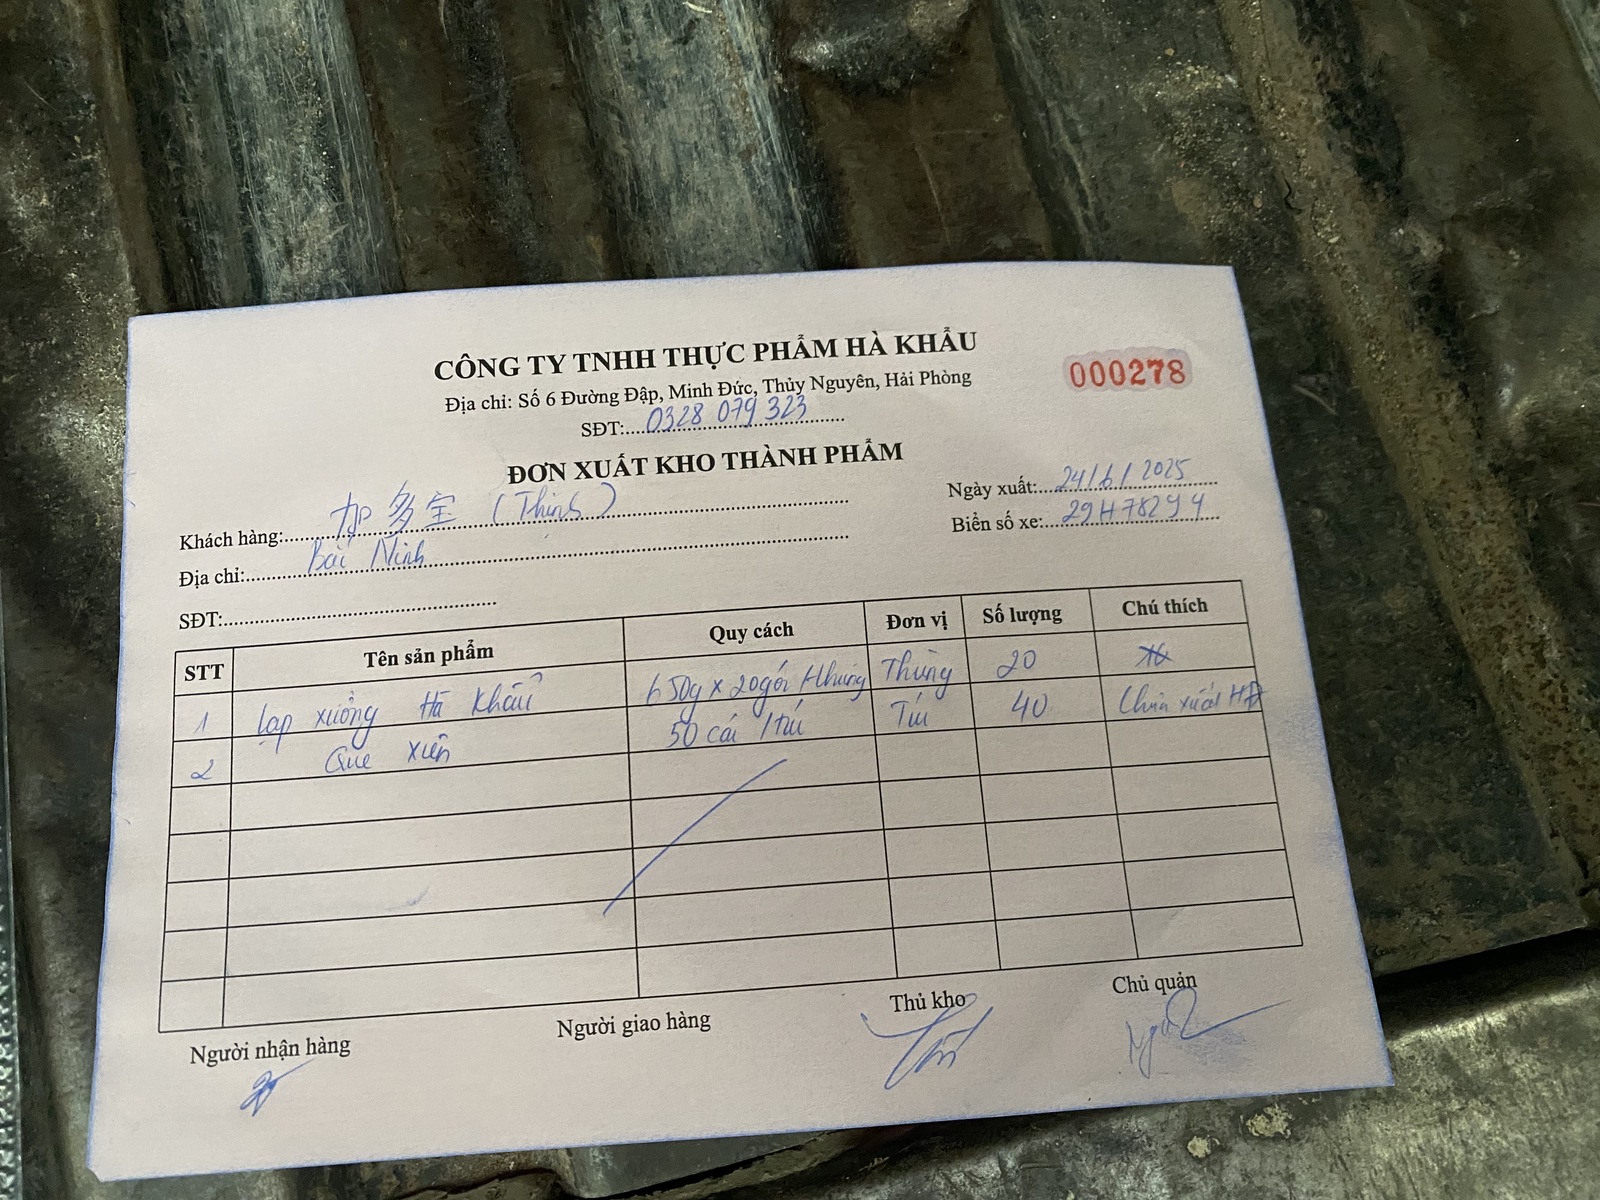 CÔNG TY TNHH THỰC PHẨM HÀ KHẨU
000278
Địa chỉ: Số 6 Đường Đập, Minh Đức, Thủy Nguyên, Hải Phòng
SĐT:....0328 079 323
ĐƠN XUẤT KHO THÀNH PHẨM
Ngày xuất:...24/6/2025
Khách hàng:......加多宝 (Thinh)
Biển số xe:...29H78294
Địa chỉ:......Bắc Ninh
SĐT:
STT Tên sản phẩm Quy cách Đơn vị Số lượng Chú thích
1 Lạp xưởng Hà Khẩu 650g x 20gói /thùng Thùng 20
2 Que xiên 50 cái /túi Túi 40 Chưa xuất HĐ
Người nhận hàng Người giao hàng Thủ kho Chủ quản